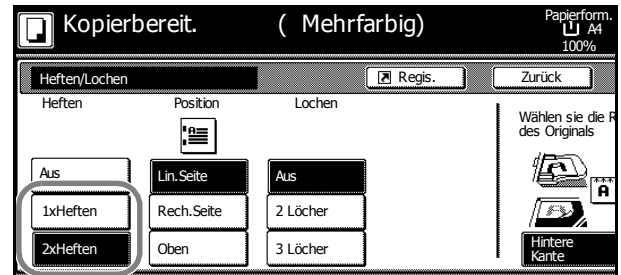 Kopierbereit. ( Mehrfarbig)
Papierform.
A4
100%
Heften/Lochen
Regis.
Zurück
Heften Position Lochen
Wählen sie die R
des Originals
Aus Lin.Seite Aus
1xHeften Rech.Seite 2 Löcher
2xHeften Oben 3 Löcher
Hintere
Kante